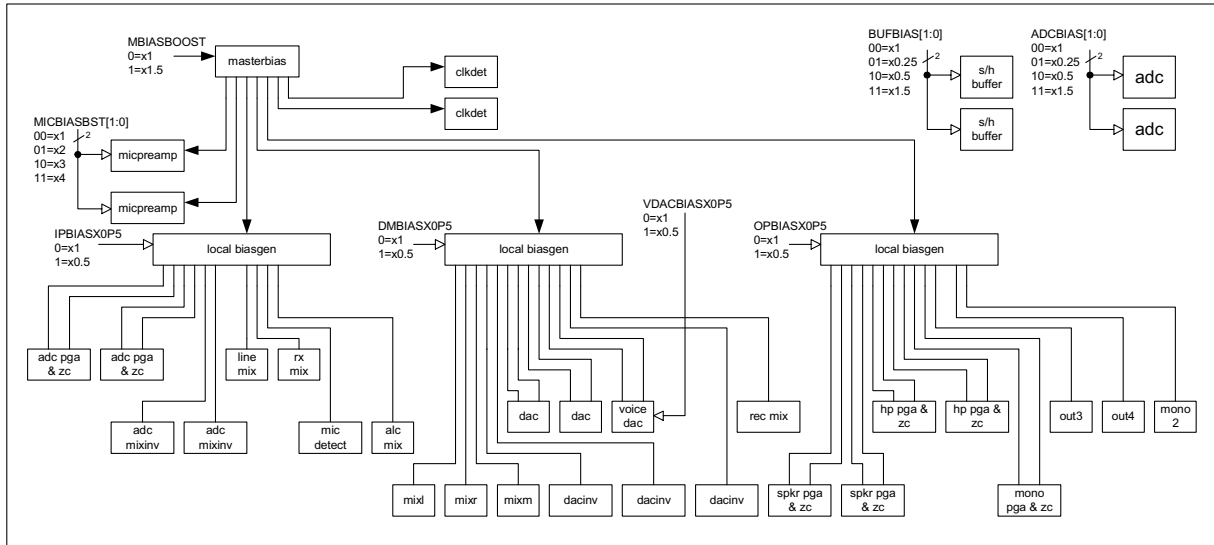 MBIASBOOST
0=x1
1=x1.5
masterbias
clkdet
clkdet
BUFBIAS[1:0]
00=x1
01=x0.25
10=x0.5
11=x1.5
2
s/h
buffer
s/h
buffer
ADCBIAS[1:0]
00=x1
01=x0.25
10=x0.5
11=x1.5
2
adc
adc
MICBIASBST[1:0]
00=x1
01=x2
10=x3
11=x4
2
micpreamp
micpreamp
IPBIASX0P5
0=x1
1=x0.5
local biasgen
DMBIASX0P5
0=x1
1=x0.5
local biasgen
VDACBIASX0P5
0=x1
1=x0.5
OPBIASX0P5
0=x1
1=x0.5
local biasgen
adc pga
& zc
adc pga
& zc
line
mix
rx
mix
adc
mixinv
adc
mixinv
mic
detect
alc
mix
dac
dac
voice
dac
rec mix
mixl
mixr
mixm
dacinv
dacinv
dacinv
hp pga &
zc
hp pga &
zc
out3
out4
mono
2
spkr pga
& zc
spkr pga
& zc
mono
pga & zc